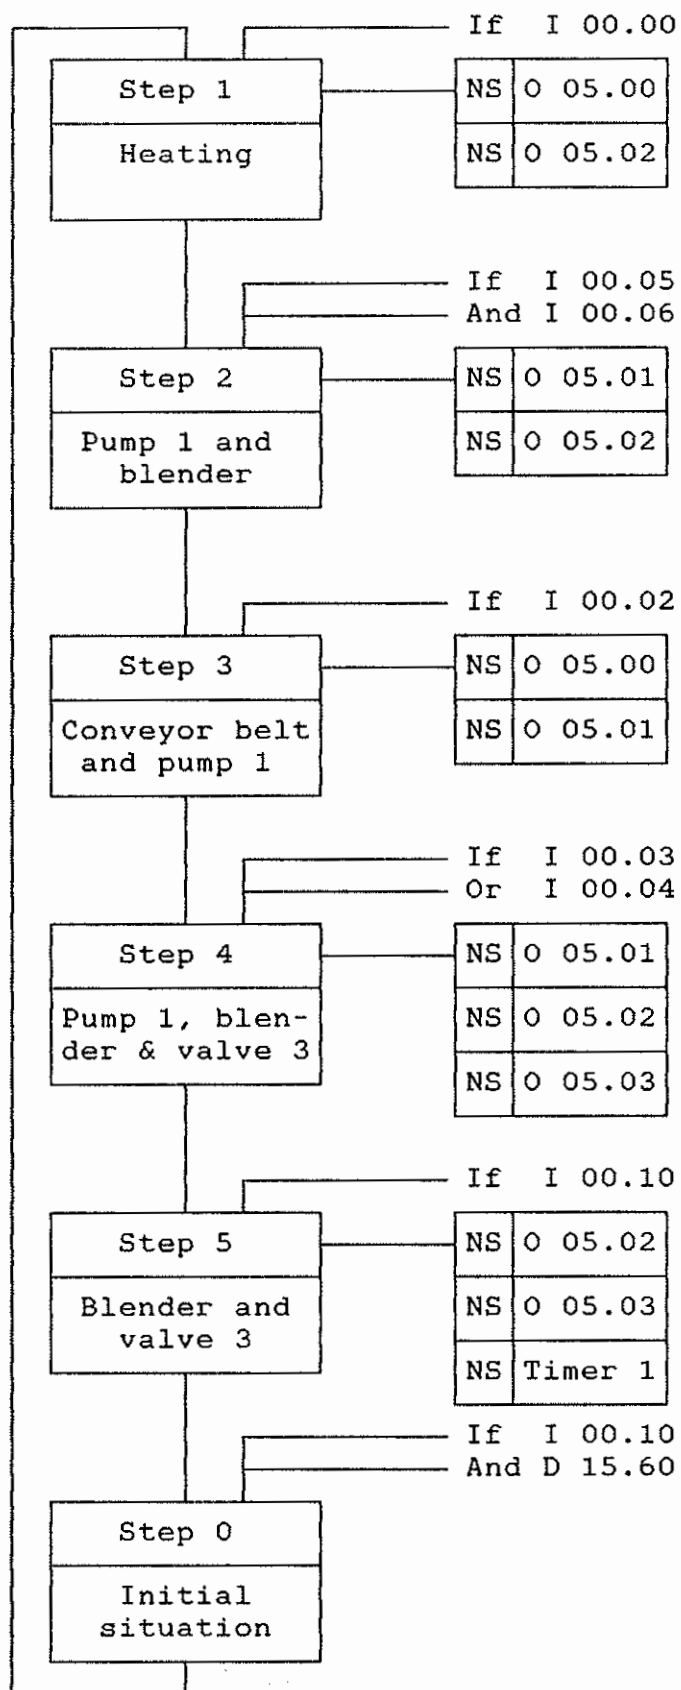 If I 00.00
Step 1
NS O 05.00
Heating
NS O 05.02
If I 00.05
And I 00.06
Step 2
NS O 05.01
Pump 1 and
blender
NS O 05.02
If I 00.02
Step 3
NS O 05.00
Conveyor belt
and pump 1
NS O 05.01
If I 00.03
Or I 00.04
Step 4
NS O 05.01
Pump 1, blen-
der & valve 3
NS O 05.02
NS O 05.03
If I 00.10
Step 5
NS O 05.02
Blender and
valve 3
NS O 05.03
NS Timer 1
If I 00.10
And D 15.60
Step 0
Initial
situation